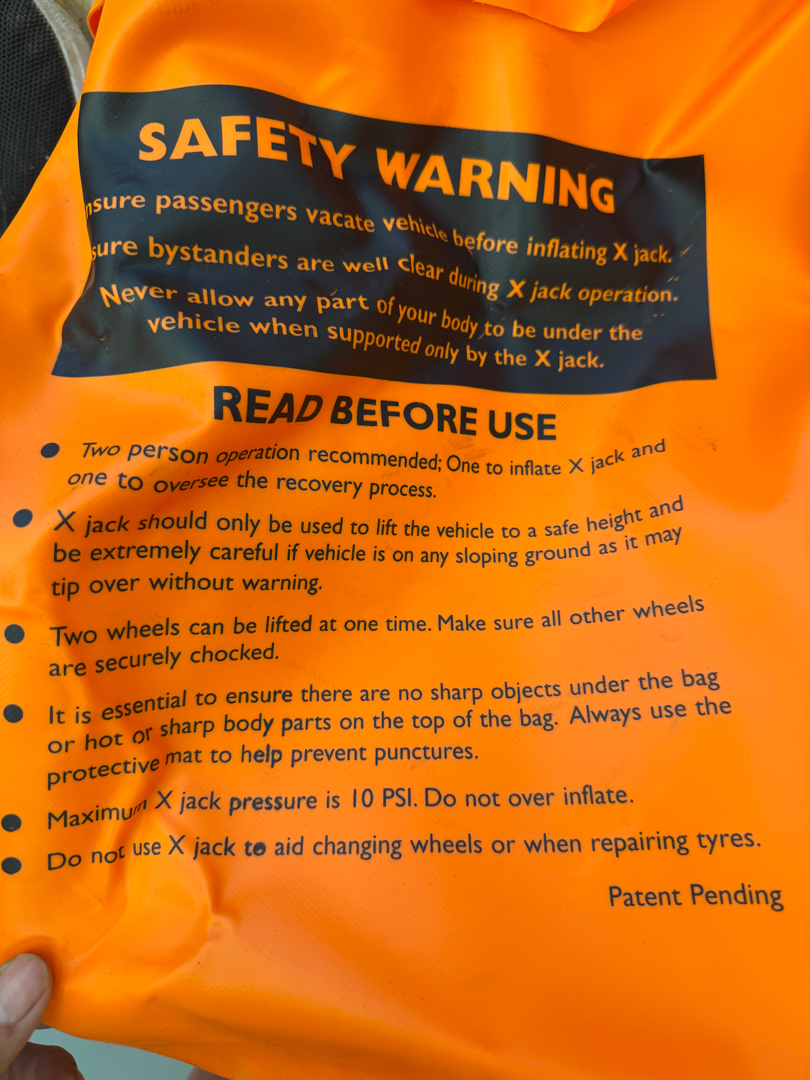 SAFETY WARNING
nsure passengers vacate vehicle before inflating X jack.
sure bystanders are well clear during X jack operation.
Never allow any part of your body to be under the
vehicle when supported only by the X jack.
READ BEFORE USE
• Two person operation recommended; One to inflate X jack and
one to oversee the recovery process.
• X jack should only be used to lift the vehicle to a safe height and
be extremely careful if vehicle is on any sloping ground as it may
tip over without warning.
• Two wheels can be lifted at one time. Make sure all other wheels
are securely chocked.
• It is essential to ensure there are no sharp objects under the bag
or hot or sharp body parts on the top of the bag. Always use the
protective mat to help prevent punctures.
• Maximum X jack pressure is 10 PSI. Do not over inflate.
• Do not use X jack to aid changing wheels or when repairing tyres.
Patent Pending